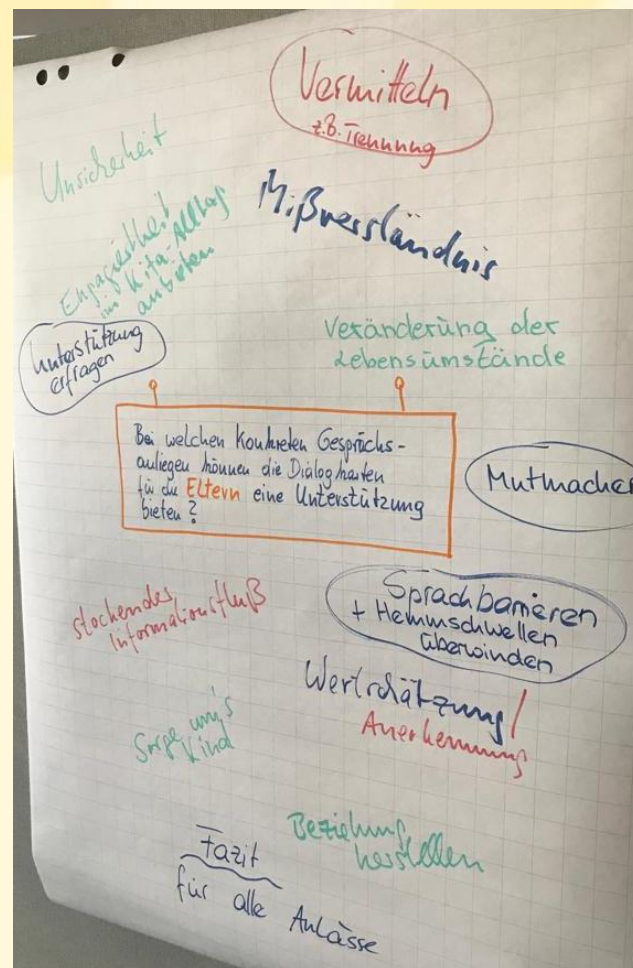 Vermitteln
z.B. Trennung
Unsicherheit
Mißverständnis
Engagiertheit
im Kita-Alltag
anbieten
Veränderung der
Lebensumstände
Unterstützung
erfragen
Bei welchen konkreten Gesprächs-
anliegen können die Dialogkarten
für die Eltern eine Unterstützung
bieten?
Mutmacher
stockendes
Informationsfluß
Sprachbarrieren
+ Hemmschwellen
überwinden
Wertschätzung/
Anerkennung
Sorge um's
Kind
Beziehung
herstellen
Fazit
für alle Anlässe